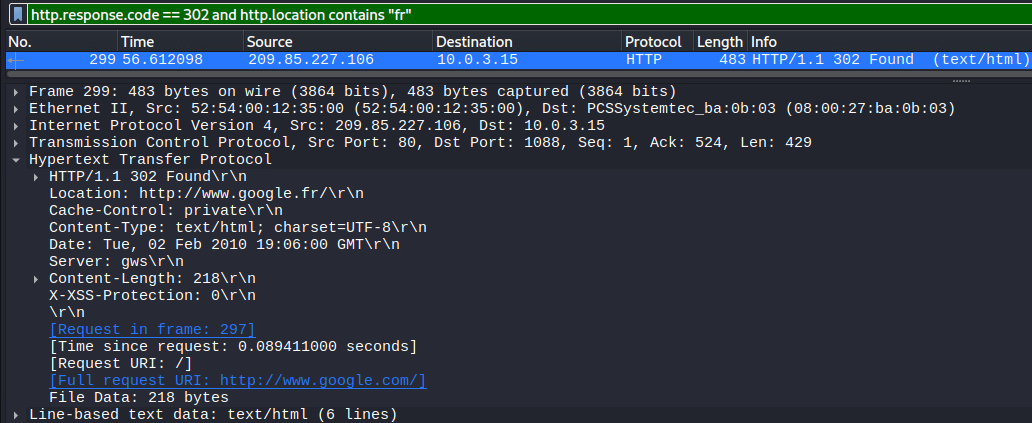 http.response.code == 302 and http.location contains "fr"
No. Time Source Destination Protocol Length Info
299 56.612098 209.85.227.106 10.0.3.15 HTTP 483 HTTP/1.1 302 Found  (text/html)
Frame 299: 483 bytes on wire (3864 bits), 483 bytes captured (3864 bits)
Ethernet II, Src: 52:54:00:12:35:00 (52:54:00:12:35:00), Dst: PCSSystemtec_ba:0b:03 (08:00:27:ba:0b:03)
Internet Protocol Version 4, Src: 209.85.227.106, Dst: 10.0.3.15
Transmission Control Protocol, Src Port: 80, Dst Port: 1088, Seq: 1, Ack: 524, Len: 429
Hypertext Transfer Protocol
HTTP/1.1 302 Found\r\n
Location: http://www.google.fr/\r\n
Cache-Control: private\r\n
Content-Type: text/html; charset=UTF-8\r\n
Date: Tue, 02 Feb 2010 19:06:00 GMT\r\n
Server: gws\r\n
Content-Length: 218\r\n
X-XSS-Protection: 0\r\n
\r\n
[Request in frame: 297]
[Time since request: 0.089411000 seconds]
[Request URI: /]
[Full request URI: http://www.google.com/]
File Data: 218 bytes
Line-based text data: text/html (6 lines)